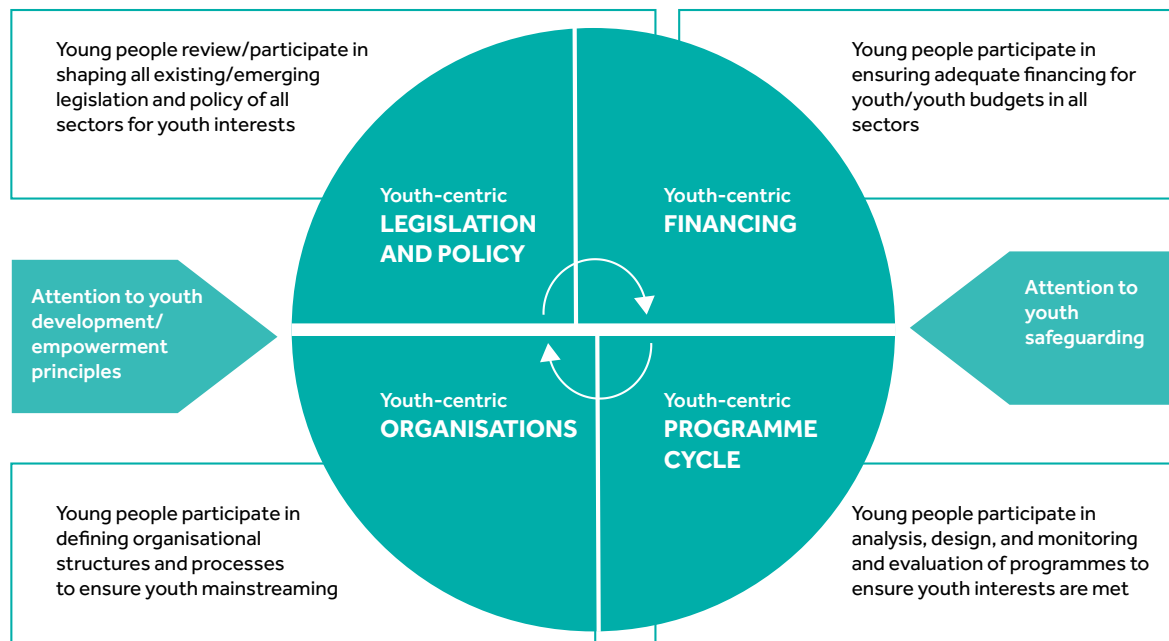 Young people review/participate in
shaping all existing/emerging
legislation and policy of all
sectors for youth interests
Young people participate in
ensuring adequate financing for
youth/youth budgets in all
sectors
Youth-centric
LEGISLATION
AND POLICY
Youth-centric
FINANCING
Attention to youth
development/
empowerment
principles
Attention to
youth
safeguarding
Youth-centric
ORGANISATIONS
Youth-centric
PROGRAMME
CYCLE
Young people participate in
defining organisational
structures and processes
to ensure youth mainstreaming
Young people participate in
analysis, design, and monitoring
and evaluation of programmes to
ensure youth interests are met